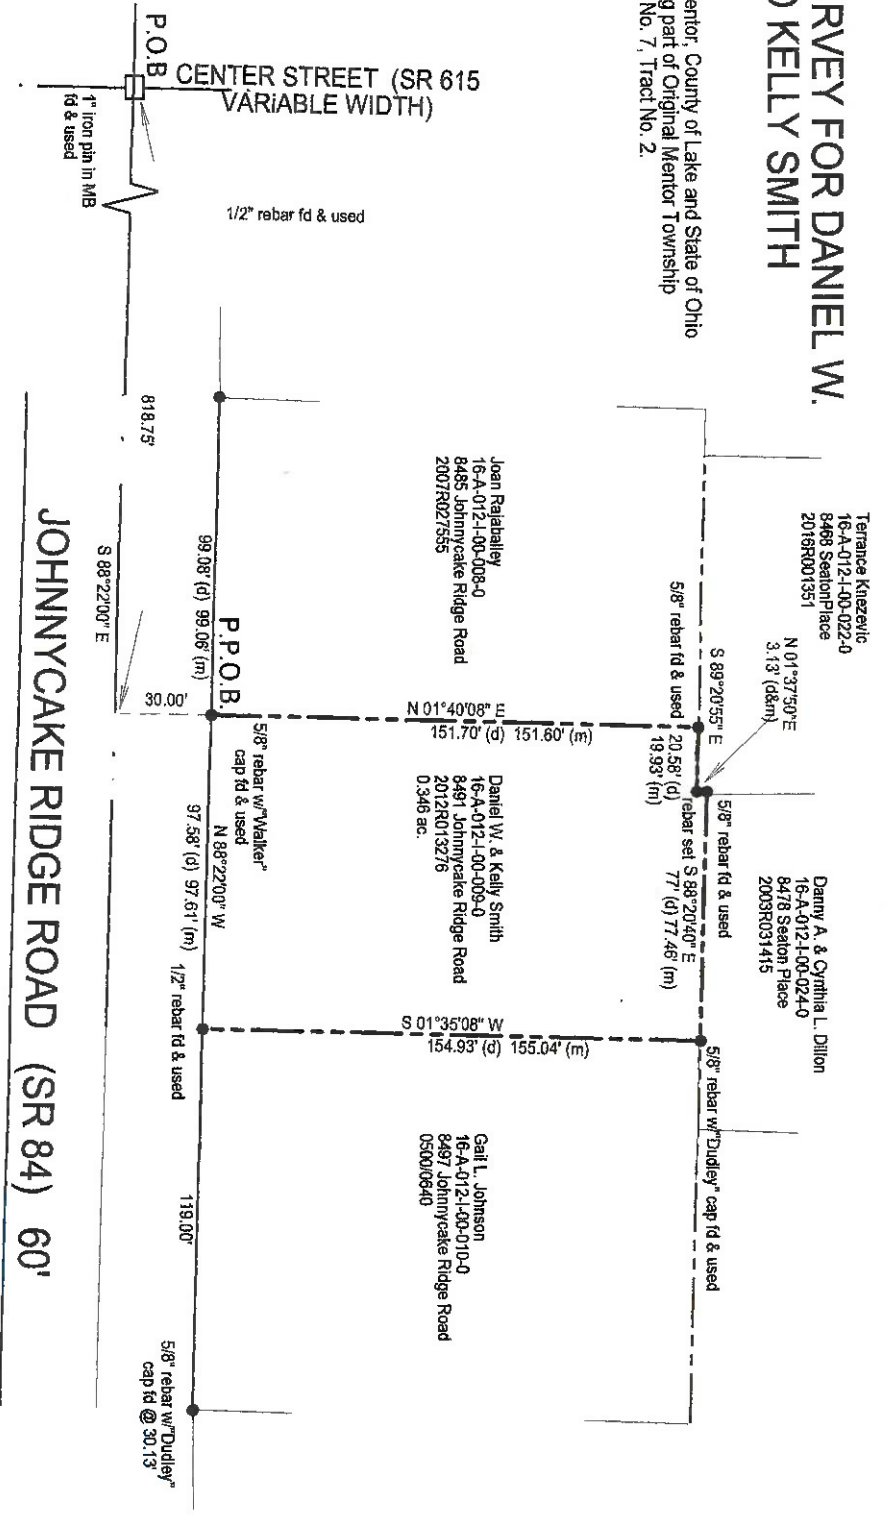 RVEY FOR DANIEL W.
KELLY SMITH
entor, County of Lake and State of Ohio
g part of Original Mentor Township
No. 7, Tract No. 2.
P.O.B
CENTER STREET (SR 615
VARiABLE WIDTH)
1" iron pin in MB
fd & used
1/2" rebar fd & used
818.75'
S 88°22'00" E
JOHNNYCAKE RIDGE ROAD (SR 84) 60'
Terrance Knezevic
16-A-012-I-00-022-0
8468 SeatonPlace
2016R001351
N 01°37'50"E
3.13' (d&m)
S 89°20'55" E
5/8" rebar fd & used
20.58' (d)
19.93' (m)
Joan Rajaballey
16-A-012-I-00-008-0
8485 Johnnycake Ridge Road
2007R027555
99.08' (d) 99.06' (m)
P.P.O.B.
30.00'
N 01°40'08" E
151.70' (d) 151.60' (m)
5/8" rebar w/"Walker"
cap fd & used
Danny A. & Cynthia L. Dillon
16-A-012-I-00-024-0
8478 Seaton Place
2003R031415
5/8" rebar fd & used
rebar set S 88°20'40" E
77' (d) 77.46' (m)
Daniel W. & Kelly Smith
16-A-012-I-00-009-0
8491 Johnnycake Ridge Road
2012R013276
0.346 ac.
N 88°22'00" W
97.58' (d) 97.61' (m)
1/2" rebar fd & used
S 01°35'08" W
154.93' (d) 155.04' (m)
5/8" rebar w/"Dudley" cap fd & used
Gail L. Johnson
16-A-012-I-00-010-0
8497 Johnnycake Ridge Road
0500/0640
119.00'
5/8" rebar w/"Dudley"
cap fd @ 30.13'